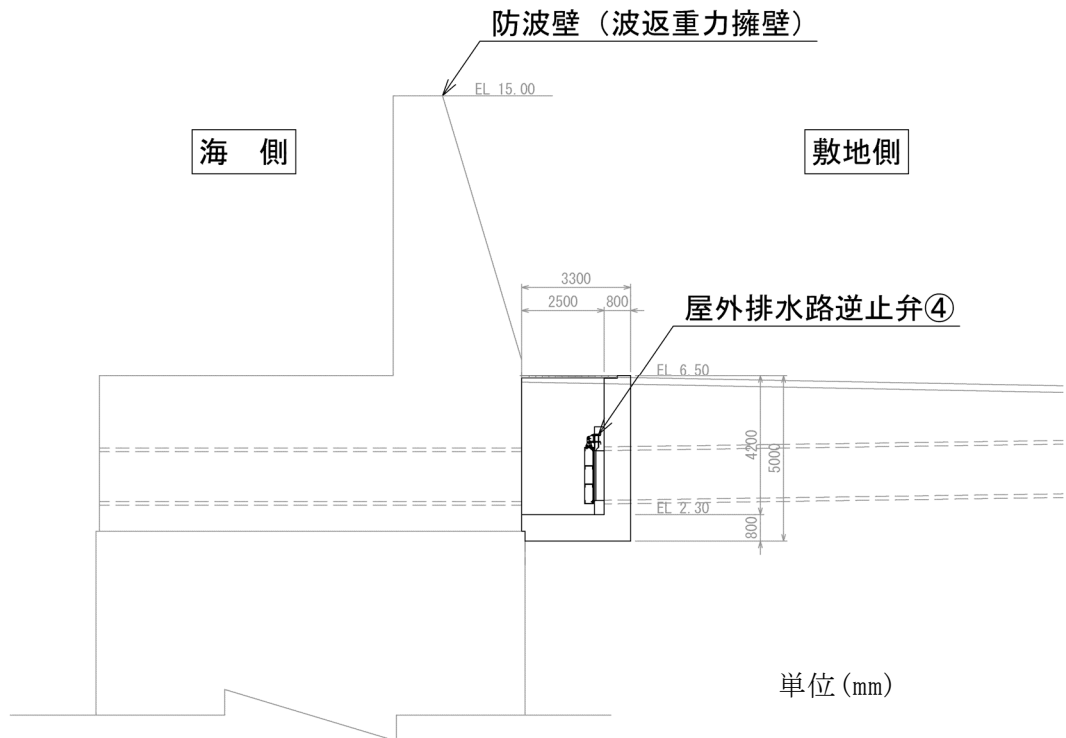 防波壁（波返重力擁壁）
EL 15.00
海　側
敷地側
3300
2500
800
屋外排水路逆止弁④
EL 6.50
4200
5000
EL 2.30
800
単位(mm)